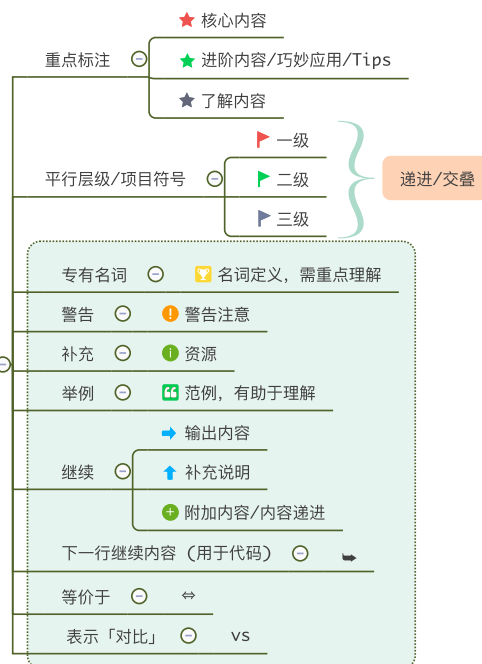 核心内容
重点标注
进阶内容/巧妙应用/Tips
了解内容
一级
平行层级/项目符号
二级
递进/交叠
三级
专有名词
名词定义，需重点理解
警告
警告注意
补充
资源
举例
范例，有助于理解
输出内容
继续
补充说明
附加内容/内容递进
下一行继续内容（用于代码）
➥
等价于
⇔
表示「对比」
vs